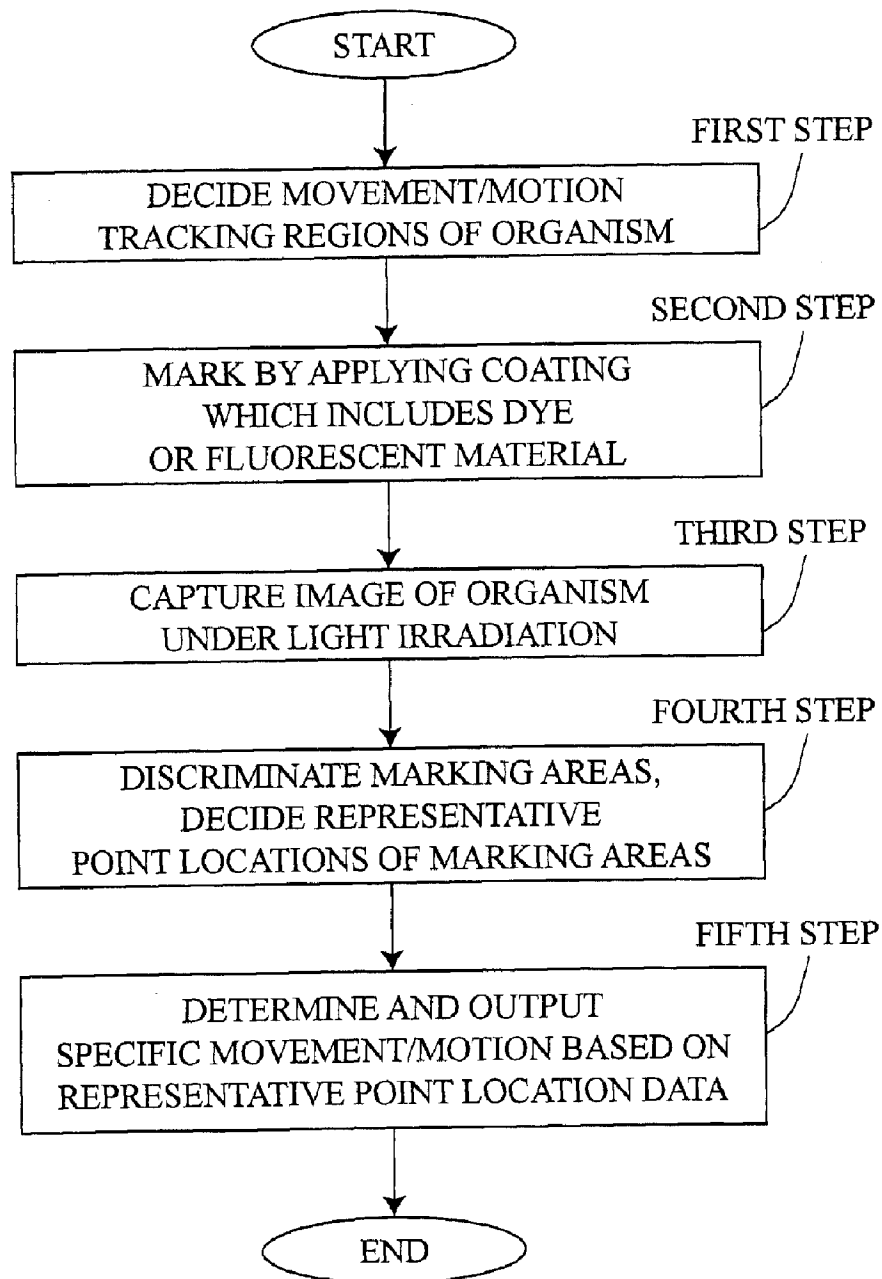 START
FIRST STEP
DECIDE MOVEMENT/MOTION
TRACKING REGIONS OF ORGANISM
SECOND STEP
MARK BY APPLYING COATING
WHICH INCLUDES DYE
OR FLUORESCENT MATERIAL
THIRD STEP
CAPTURE IMAGE OF ORGANISM
UNDER LIGHT IRRADIATION
FOURTH STEP
DISCRIMINATE MARKING AREAS,
DECIDE REPRESENTATIVE
POINT LOCATIONS OF MARKING AREAS
FIFTH STEP
DETERMINE AND OUTPUT
SPECIFIC MOVEMENT/MOTION BASED ON
REPRESENTATIVE POINT LOCATION DATA
END